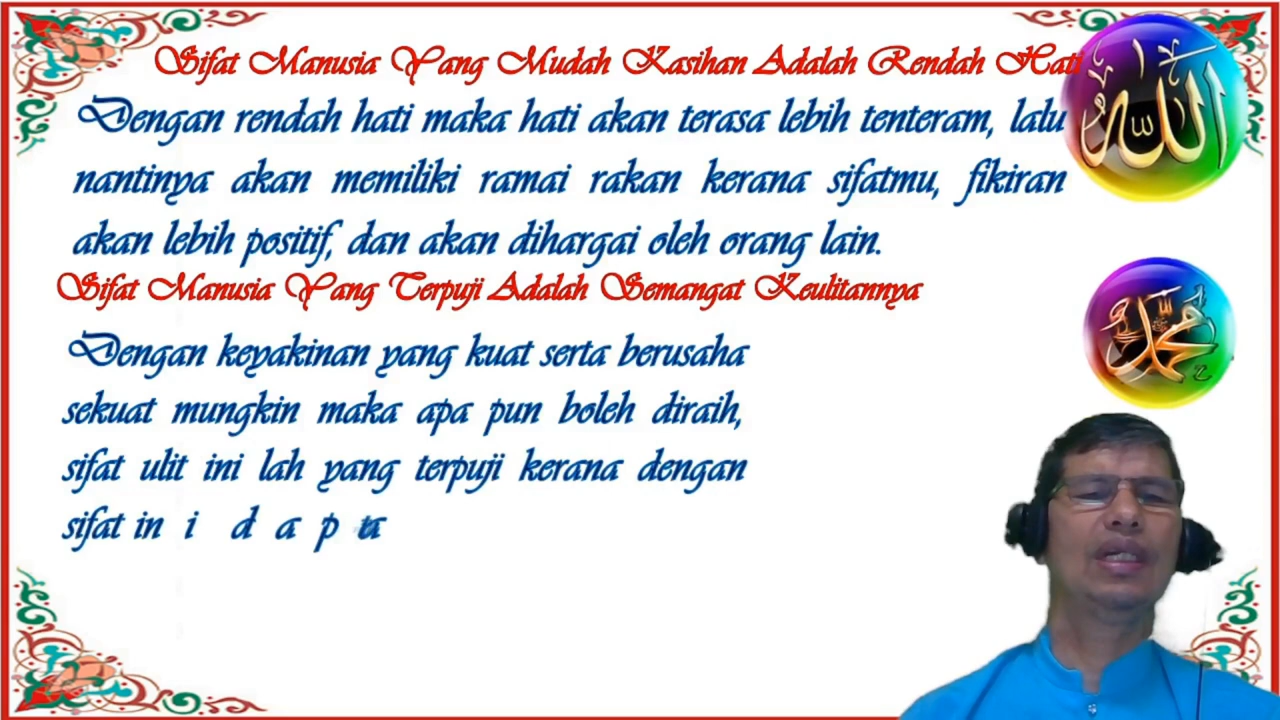 Sifat Manusia Yang Mudah Kasihan Adalah Rendah Hati
Dengan rendah hati maka hati akan terasa lebih tenteram, lalu
nantinya akan memiliki ramai rakan kerana sifatmu, fikiran
akan lebih positif, dan akan dihargai oleh orang lain.
الله
Sifat Manusia Yang Terpuji Adalah Semangat Keulitannya
محمد
Dengan keyakinan yang kuat serta berusaha
sekuat mungkin maka apa pun boleh diraih,
sifat ulit ini lah yang terpuji kerana dengan
sifat in i d a p